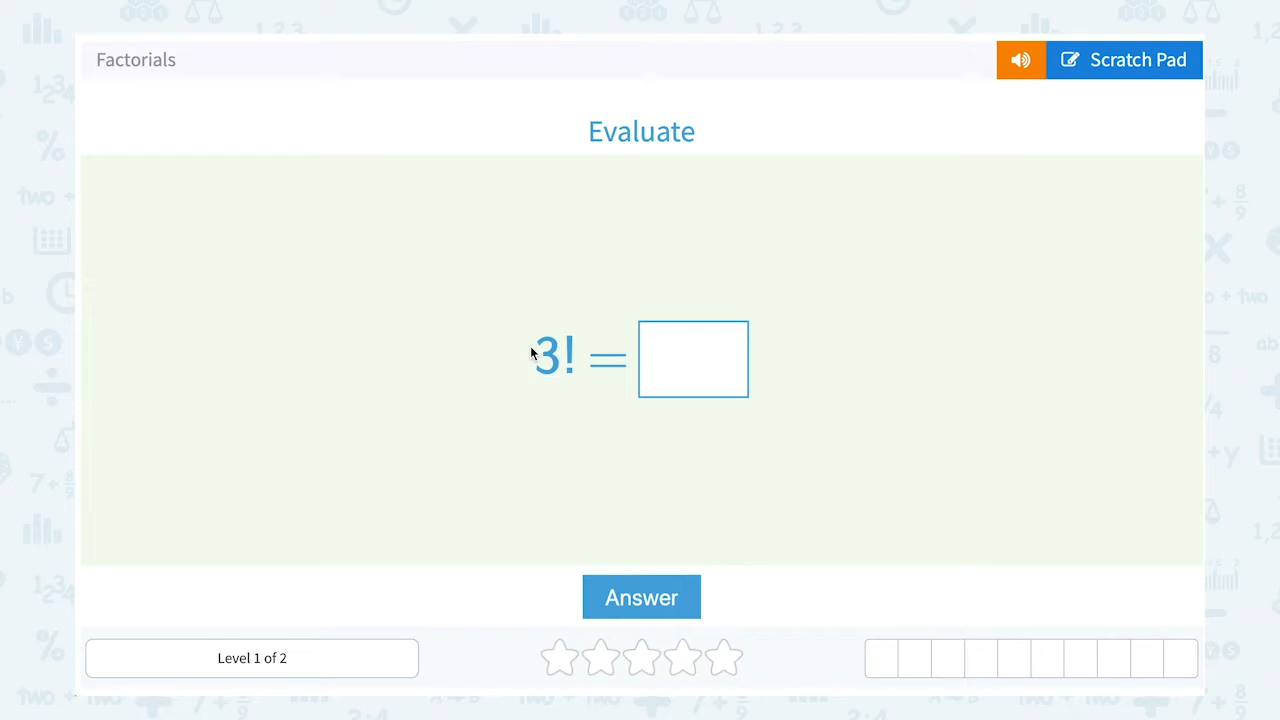 Factorials
Scratch Pad
Evaluate
3! =
Answer
Level 1 of 2